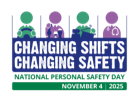 CHANGING SHIFTS
CHANGING SAFETY
NATIONAL PERSONAL SAFETY DAY
NOVEMBER 4 | 2025